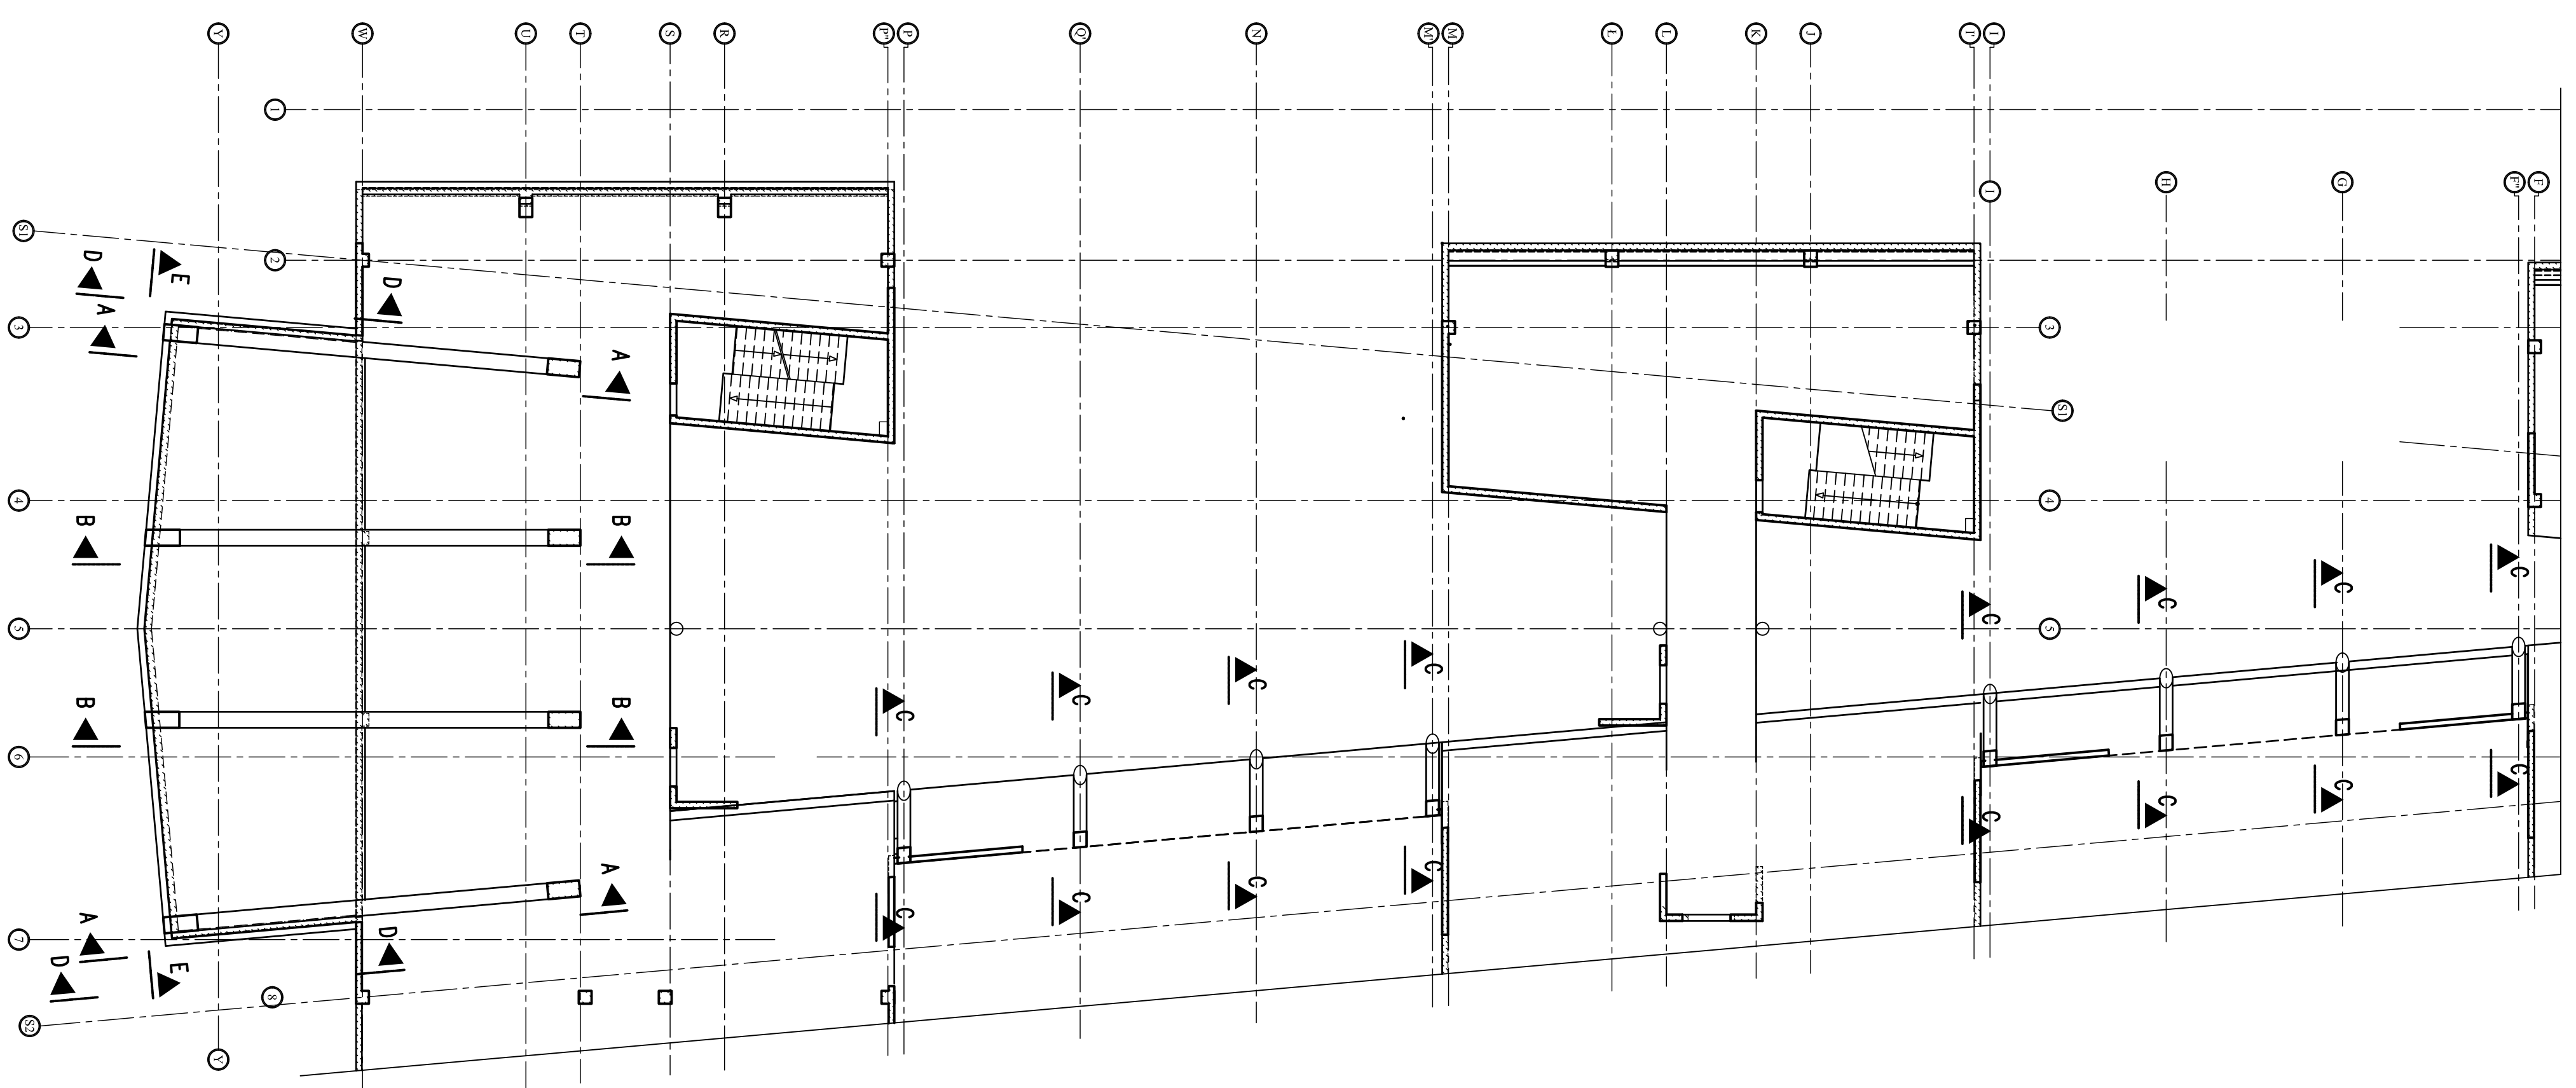 Y W U T S R P" P Q' N M' M Ł L K J I' I
1
I H G F" F
S1
2
D E D
A
3 3
A
S1
4 4
B B
C C C C
5 5
C C C C
B B
6
C C C C
A
C C C C
A D
7
D E
8
S2
Y